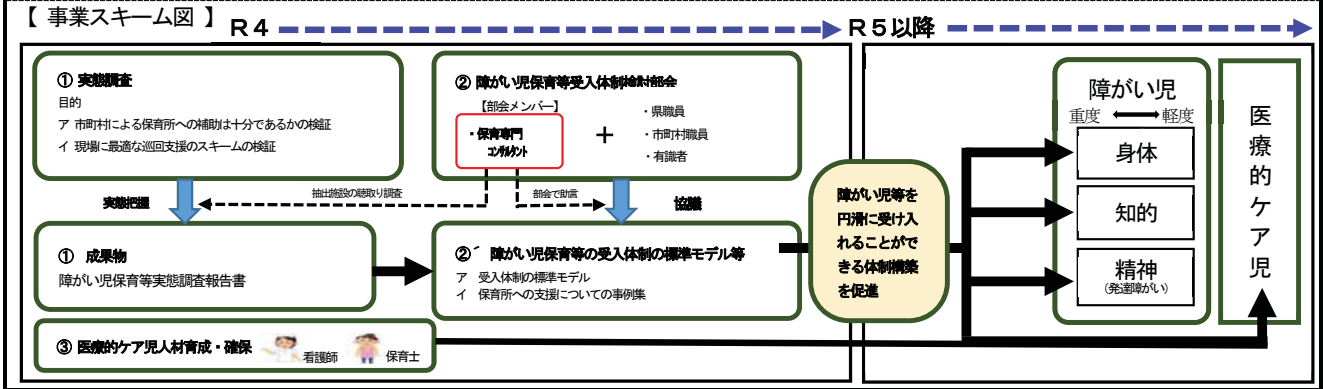 【 事業スキーム図 】
R4
R5以降
① 実態調査
目的
ア 市町村による保育所への補助は十分であるかの検証
イ 現場に最適な巡回支援のスキームの検証
② 障がい児保育等受入体制検討部会
【部会メンバー】
・保育専門
コンサルタント
＋
・県職員
・市町村職員
・有識者
実態把握
抽出施設の聴取り調査
部会で助言
協議
① 成果物
障がい児保育等実態調査報告書
②´ 障がい児保育等の受入体制の標準モデル等
ア 受入体制の標準モデル
イ 保育所への支援についての事例集
③ 医療的ケア児人材育成・確保
看護師
保育士
障がい児等を
円滑に受け入
れることがで
きる体制構築
を促進
障がい児
重度
軽度
身体
知的
精神
(発達障がい)
医療的ケア児